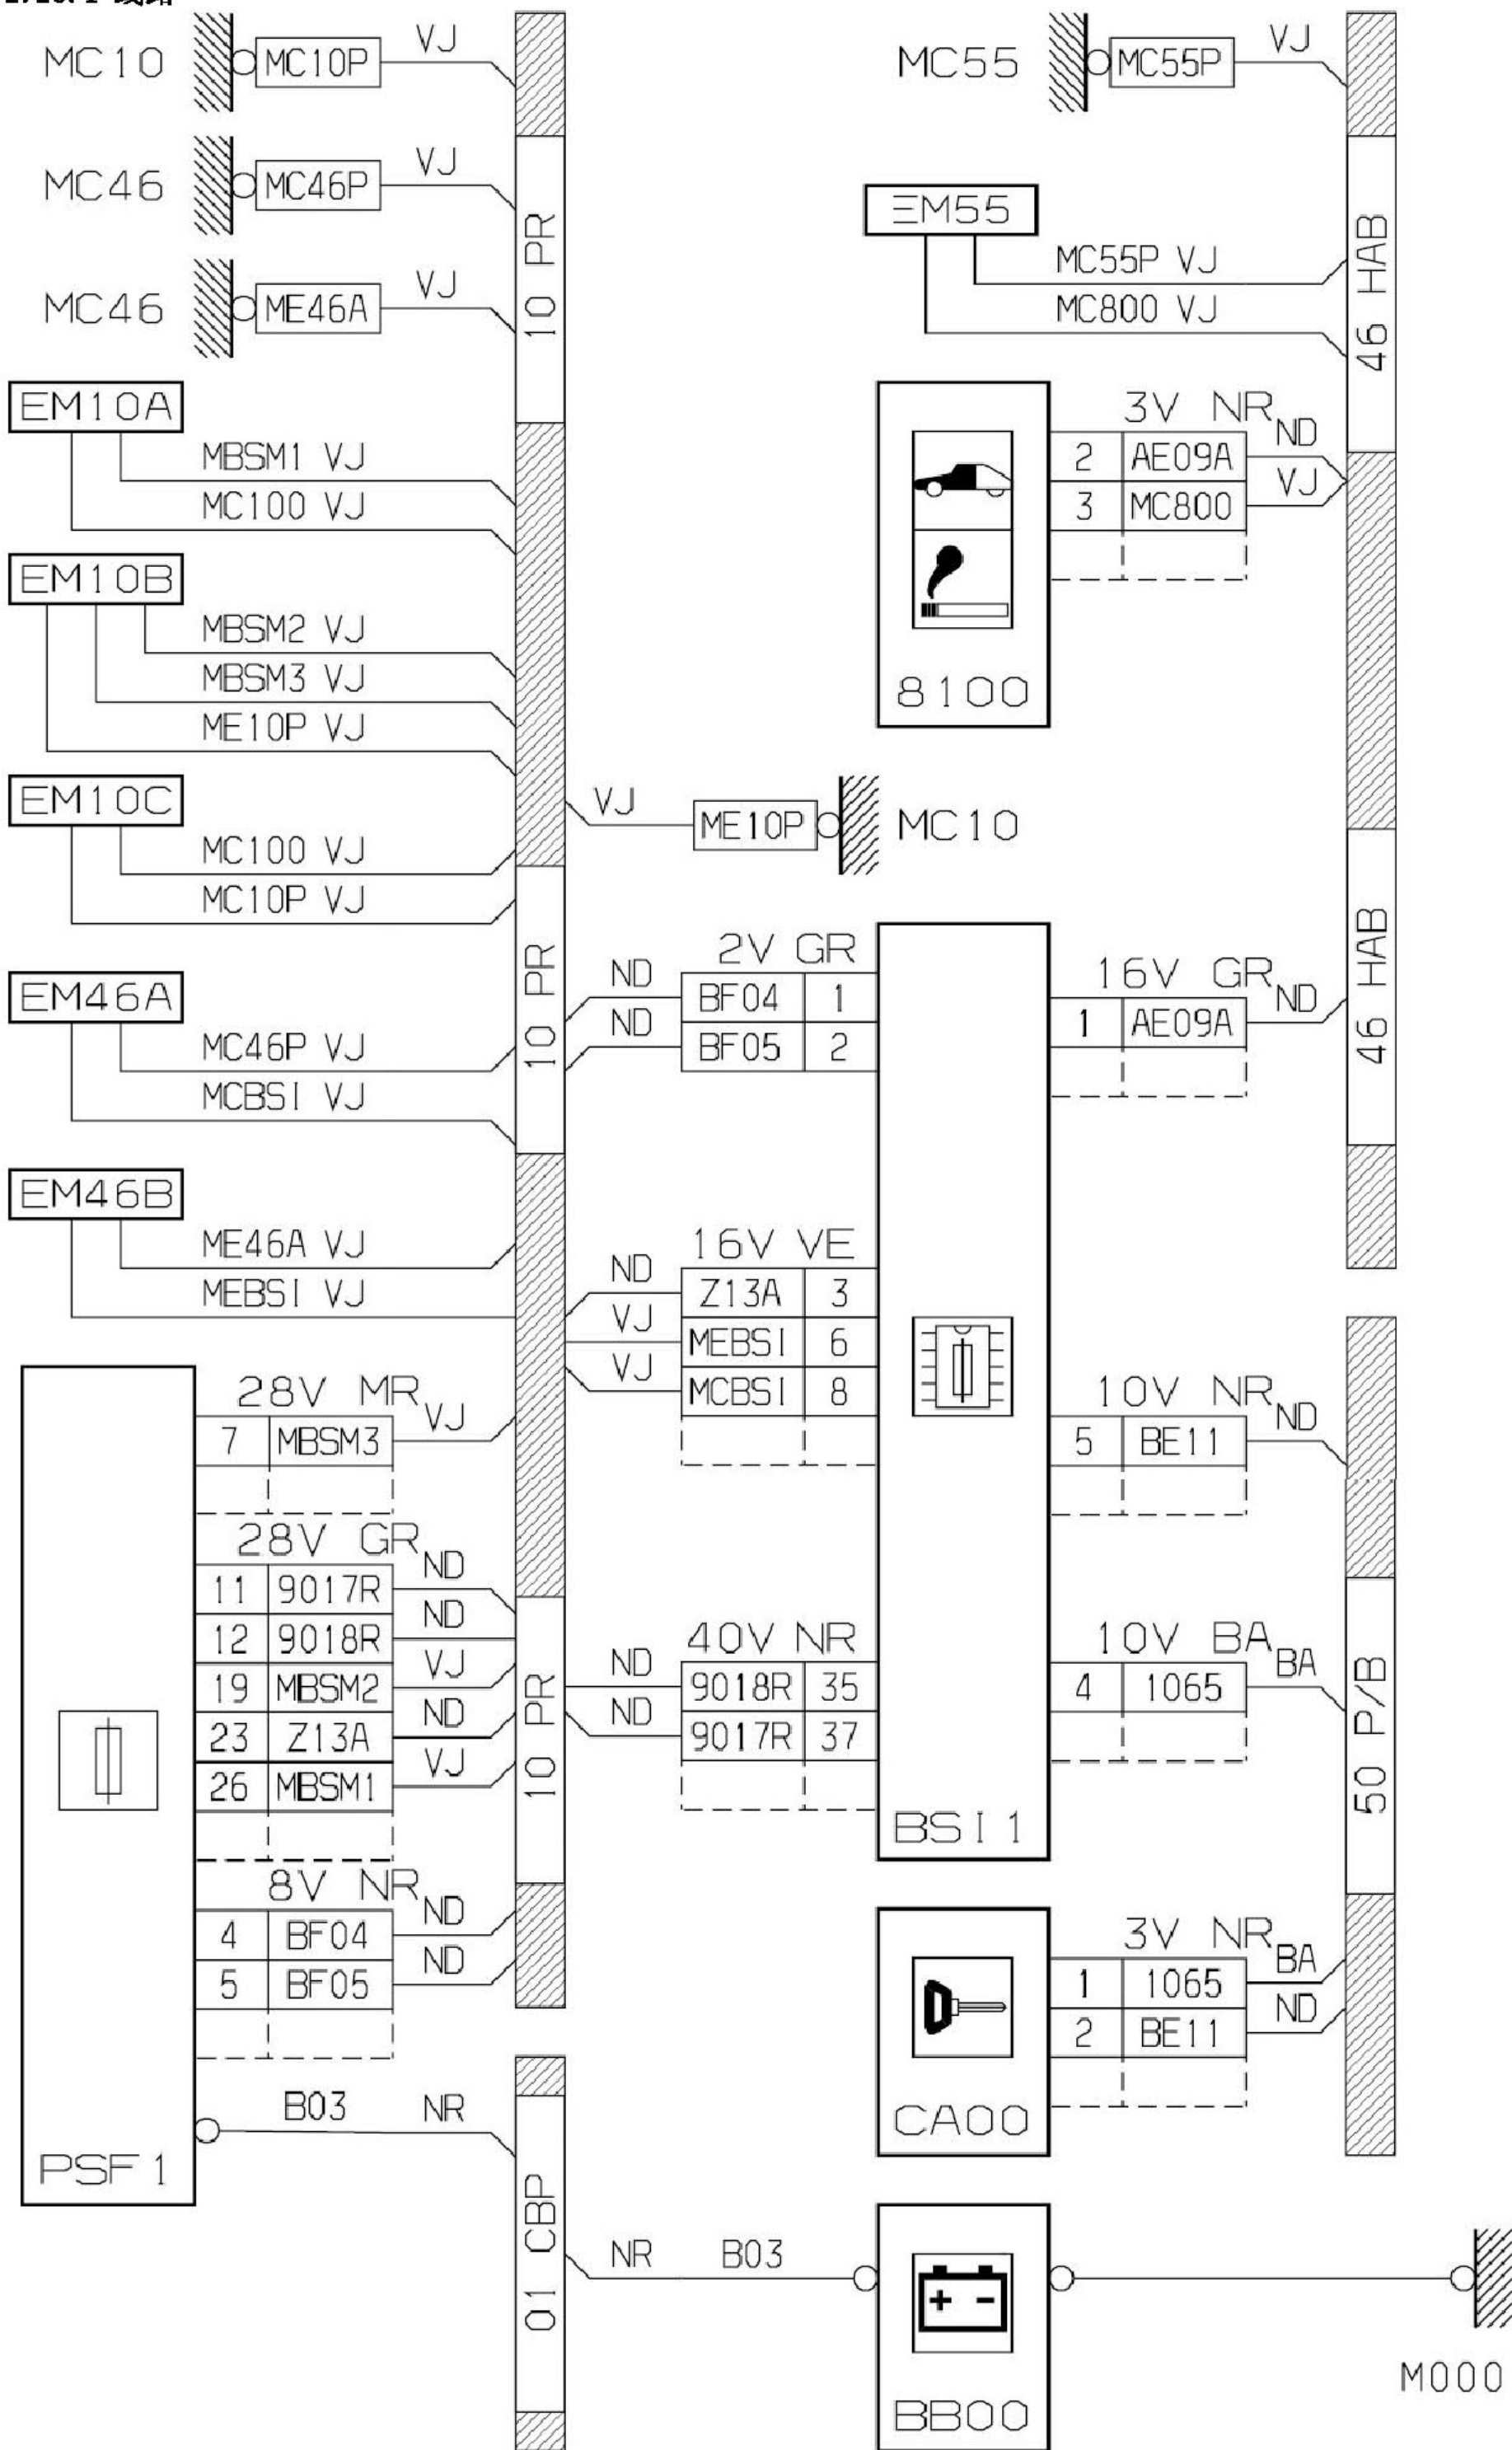 MC10
MC10P
VJ
MC46
MC46P
VJ
MC46
ME46A
VJ
10 PR
EM10A
MBSM1 VJ
MC100 VJ
EM10B
MBSM2 VJ
MBSM3 VJ
ME10P VJ
EM10C
MC100 VJ
MC10P VJ
EM46A
MC46P VJ
MCBSI VJ
10 PR
EM46B
ME46A VJ
MEBSI VJ
28V MR
7 MBSM3 VJ
28V GR
11 9017R ND
12 9018R ND
19 MBSM2 VJ
23 Z13A ND
26 MBSM1 VJ
8V NR
4 BF04 ND
5 BF05 ND
B03 NR
PSF1
10 PR
01 CBP
VJ ME10P MC10
2V GR
ND BF04 1
ND BF05 2
16V VE
ND Z13A 3
VJ MEBSI 6
VJ MCBSI 8
40V NR
ND 9018R 35
ND 9017R 37
BSI1
NR B03
MC55
MC55P
VJ
EM55
MC55P VJ
MC800 VJ
46 HAB
3V NR
2 AE09A ND
3 MC800 VJ
8100
16V GR
1 AE09A ND
46 HAB
10V NR
5 BE11 ND
10V BA
4 1065 BA
50 P/B
3V NR
1 1065 BA
2 BE11 ND
CA00
+ -
BB00
M000